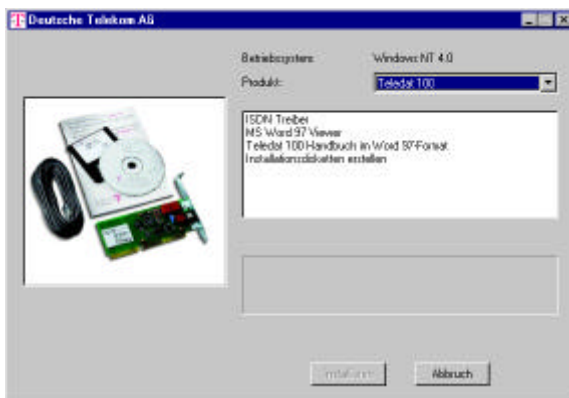 Deutsche Telekom AG
Betriebssystem: Windows NT 4.0
Produkt: Teledat 100
ISDN Treiber
MS Word 97 Viewer
Teledat 100 Handbuch im Word 97-Format
Installationsdisketten erstellen
Installieren
Abbruch